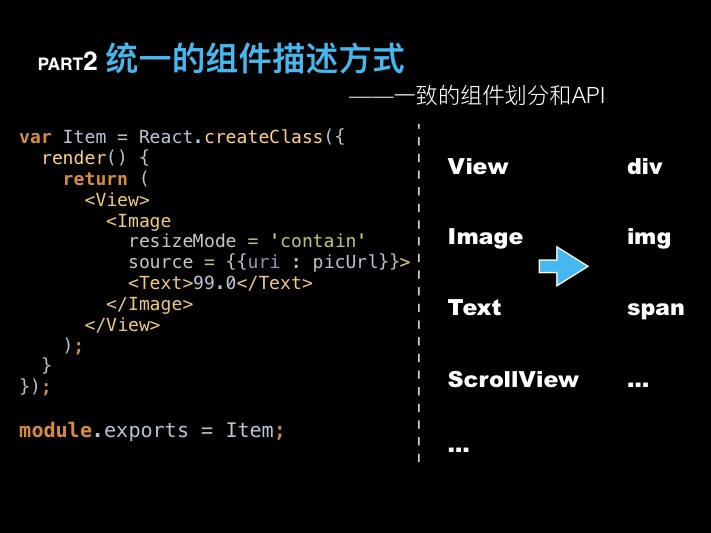 PART2 统一的组件描述方式
——一致的组件划分和API
var Item = React.createClass({
  render() {
    return (
      <View>
        <Image
          resizeMode = 'contain'
          source = {{uri : picUrl}}>
          <Text>99.0</Text>
        </Image>
      </View>
    );
  }
});
module.exports = Item;
View div
Image img
Text span
ScrollView ...
...